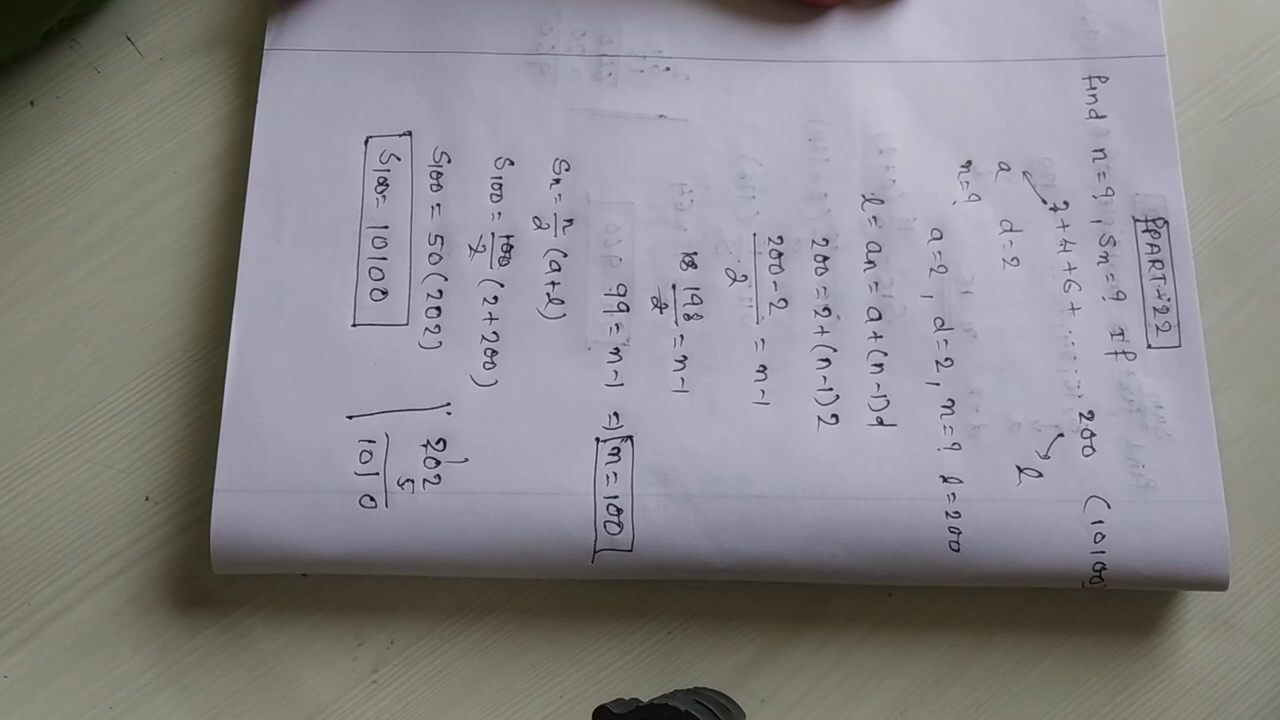 PART:22
find n=?, Sn=? If
2+4+6+......, 200 (10100)
a d=2 l
n=?
a=2, d=2, n=? l=200
l=an=a+(n-1)d
200=2+(n-1)2
200-2/2 = n-1
198/2 = n-1
99=n-1 ⇒ n=100
Sn=n/2(a+l)
S100=100/2(2+200)
S100=50(202)
202
5
1010
S100=10100